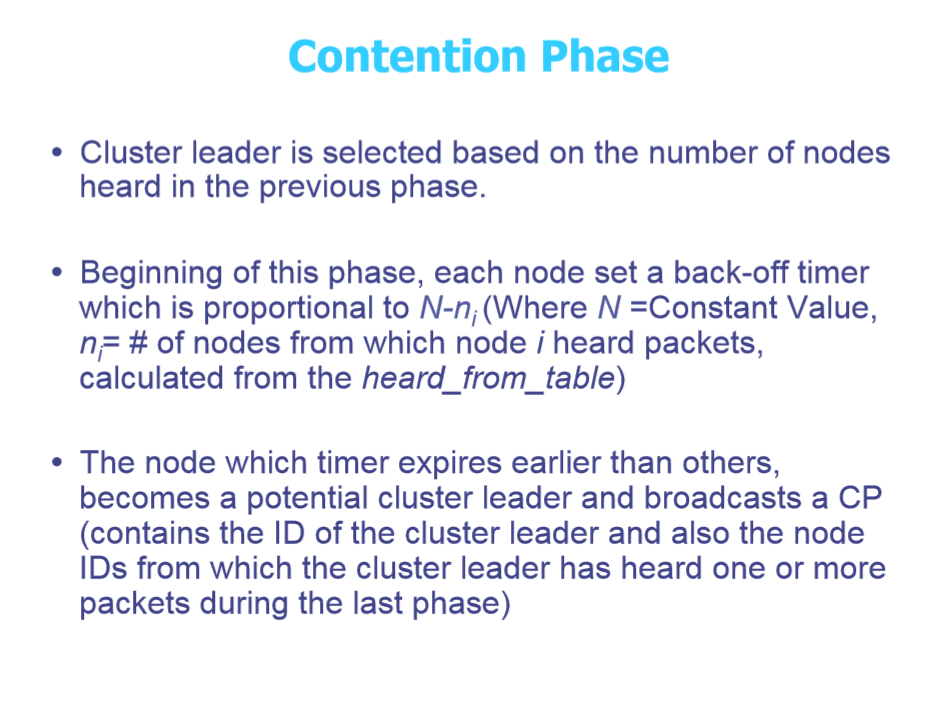 Contention Phase
• Cluster leader is selected based on the number of nodes
heard in the previous phase.
• Beginning of this phase, each node set a back-off timer
which is proportional to N-ni (Where N =Constant Value,
ni= # of nodes from which node i heard packets,
calculated from the heard_from_table)
• The node which timer expires earlier than others,
becomes a potential cluster leader and broadcasts a CP
(contains the ID of the cluster leader and also the node
IDs from which the cluster leader has heard one or more
packets during the last phase)